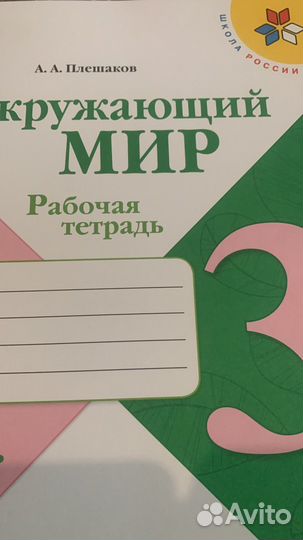 ШКОЛА РОССИИ
А. А. Плешаков
кружающий
МИР
Рабочая
тетрадь
3
Avito